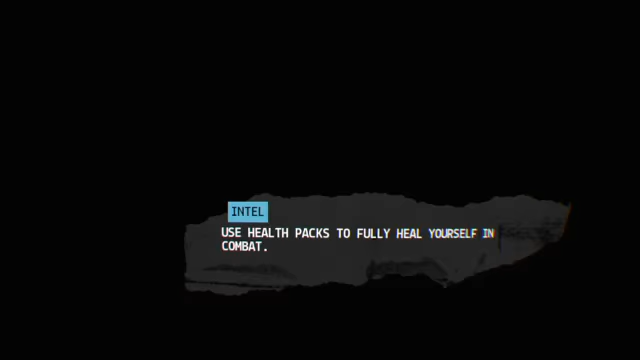 INTEL
USE HEALTH PACKS TO FULLY HEAL YOURSELF IN
COMBAT.